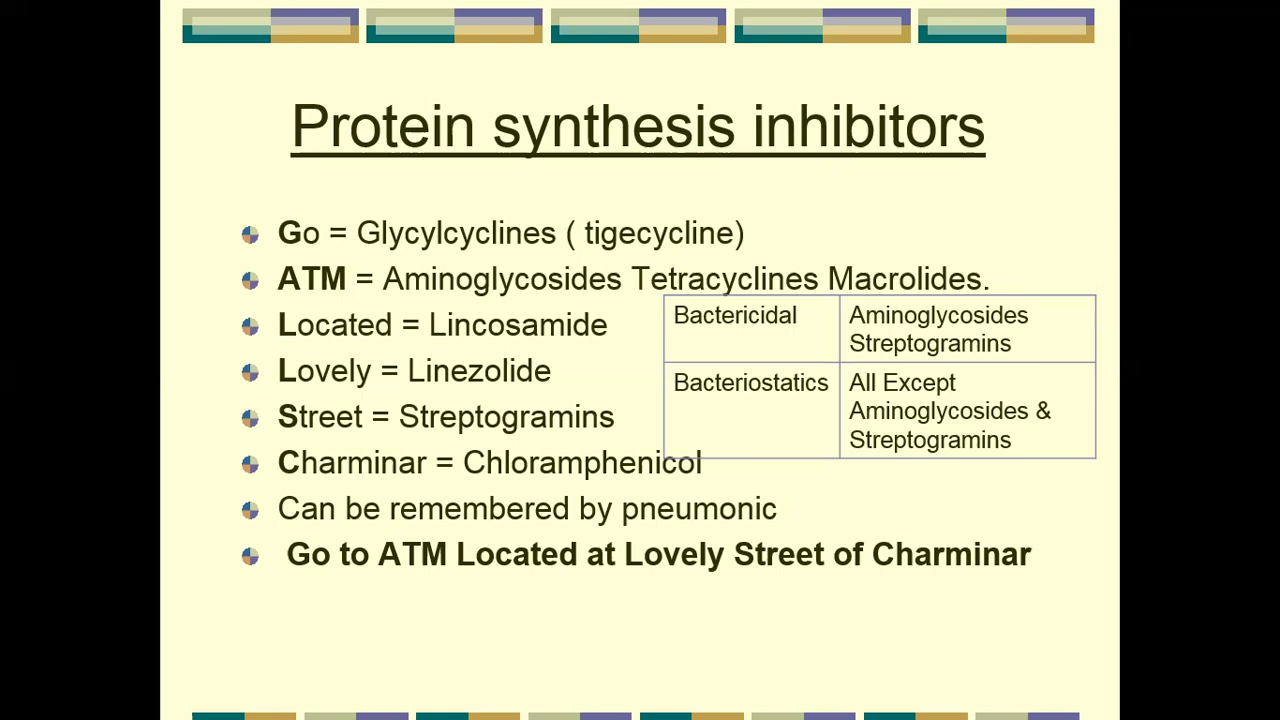 Protein synthesis inhibitors
Go = Glycylcyclines ( tigecycline)
ATM = Aminoglycosides Tetracyclines Macrolides.
Located = Lincosamide
Lovely = Linezolide
Street = Streptogramins
Charminar = Chloramphenicol
Can be remembered by pneumonic
Go to ATM Located at Lovely Street of Charminar
Bactericidal
Aminoglycosides
Streptogramins
Bacteriostatics
All Except
Aminoglycosides &
Streptogramins